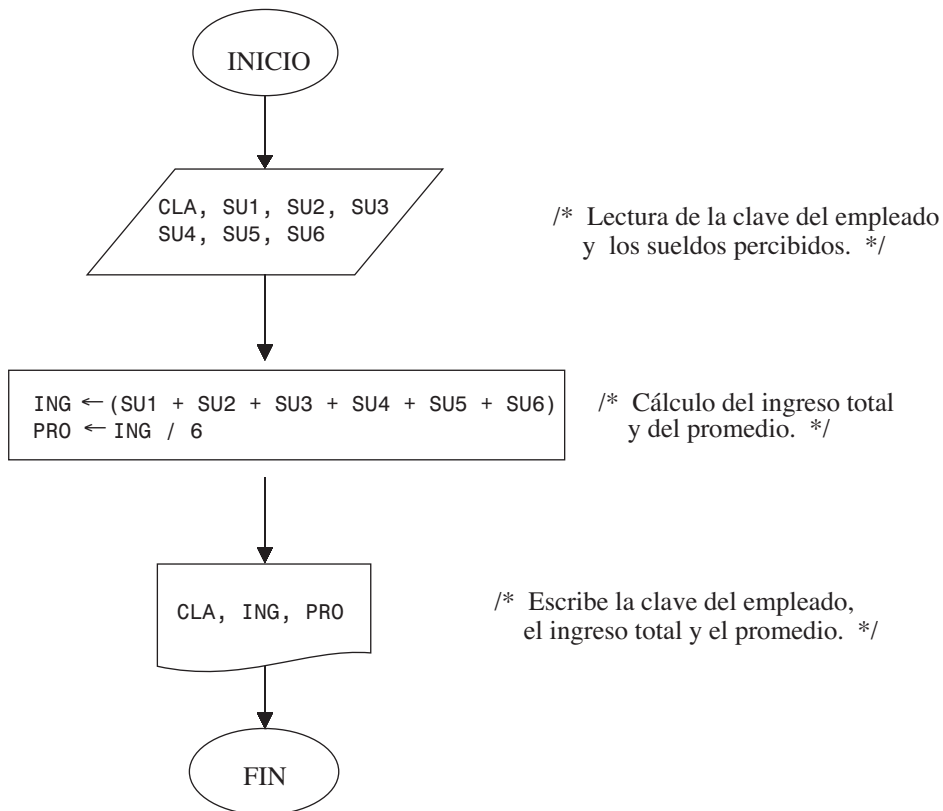 INICIO
CLA, SU1, SU2, SU3
SU4, SU5, SU6
/* Lectura de la clave del empleado
y los sueldos percibidos. */
ING ← (SU1 + SU2 + SU3 + SU4 + SU5 + SU6)
PRO ← ING / 6
/* Cálculo del ingreso total
y del promedio. */
CLA, ING, PRO
/* Escribe la clave del empleado,
el ingreso total y el promedio. */
FIN